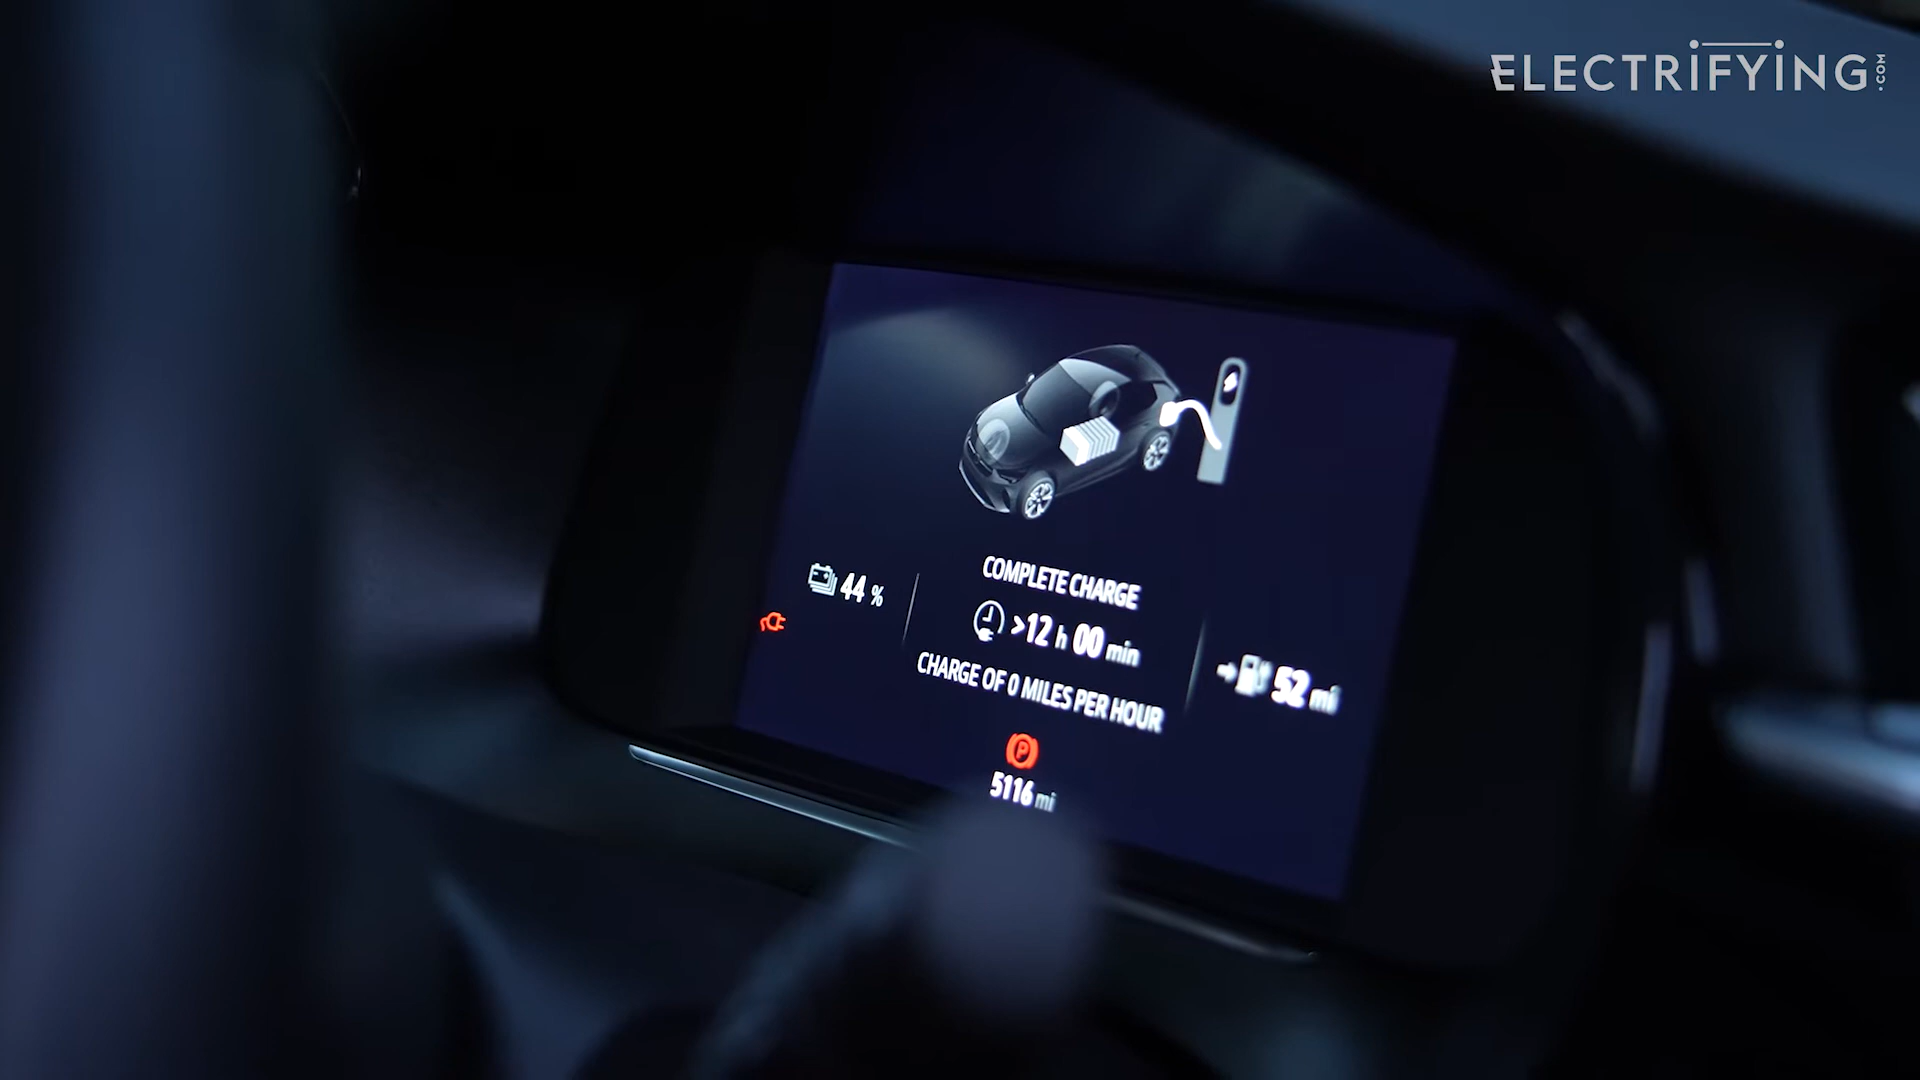 ELECTRiFYiNG.COM
COMPLETE CHARGE
44 %
>12 h 00 min
52 mi
CHARGE OF 0 MILES PER HOUR
P
5116 mi